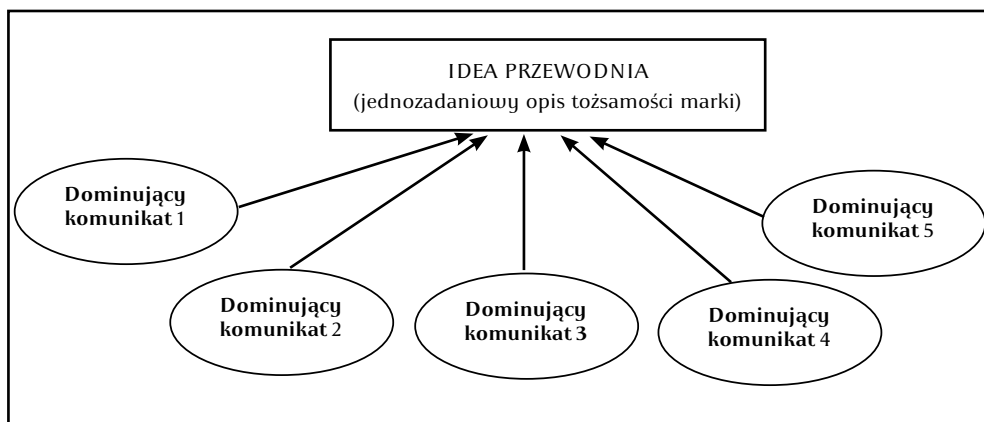 IDEA PRZEWODNIA
(jednozadaniowy opis tożsamości marki)
Dominujący
komunikat 1
Dominujący
komunikat 2
Dominujący
komunikat 3
Dominujący
komunikat 4
Dominujący
komunikat 5